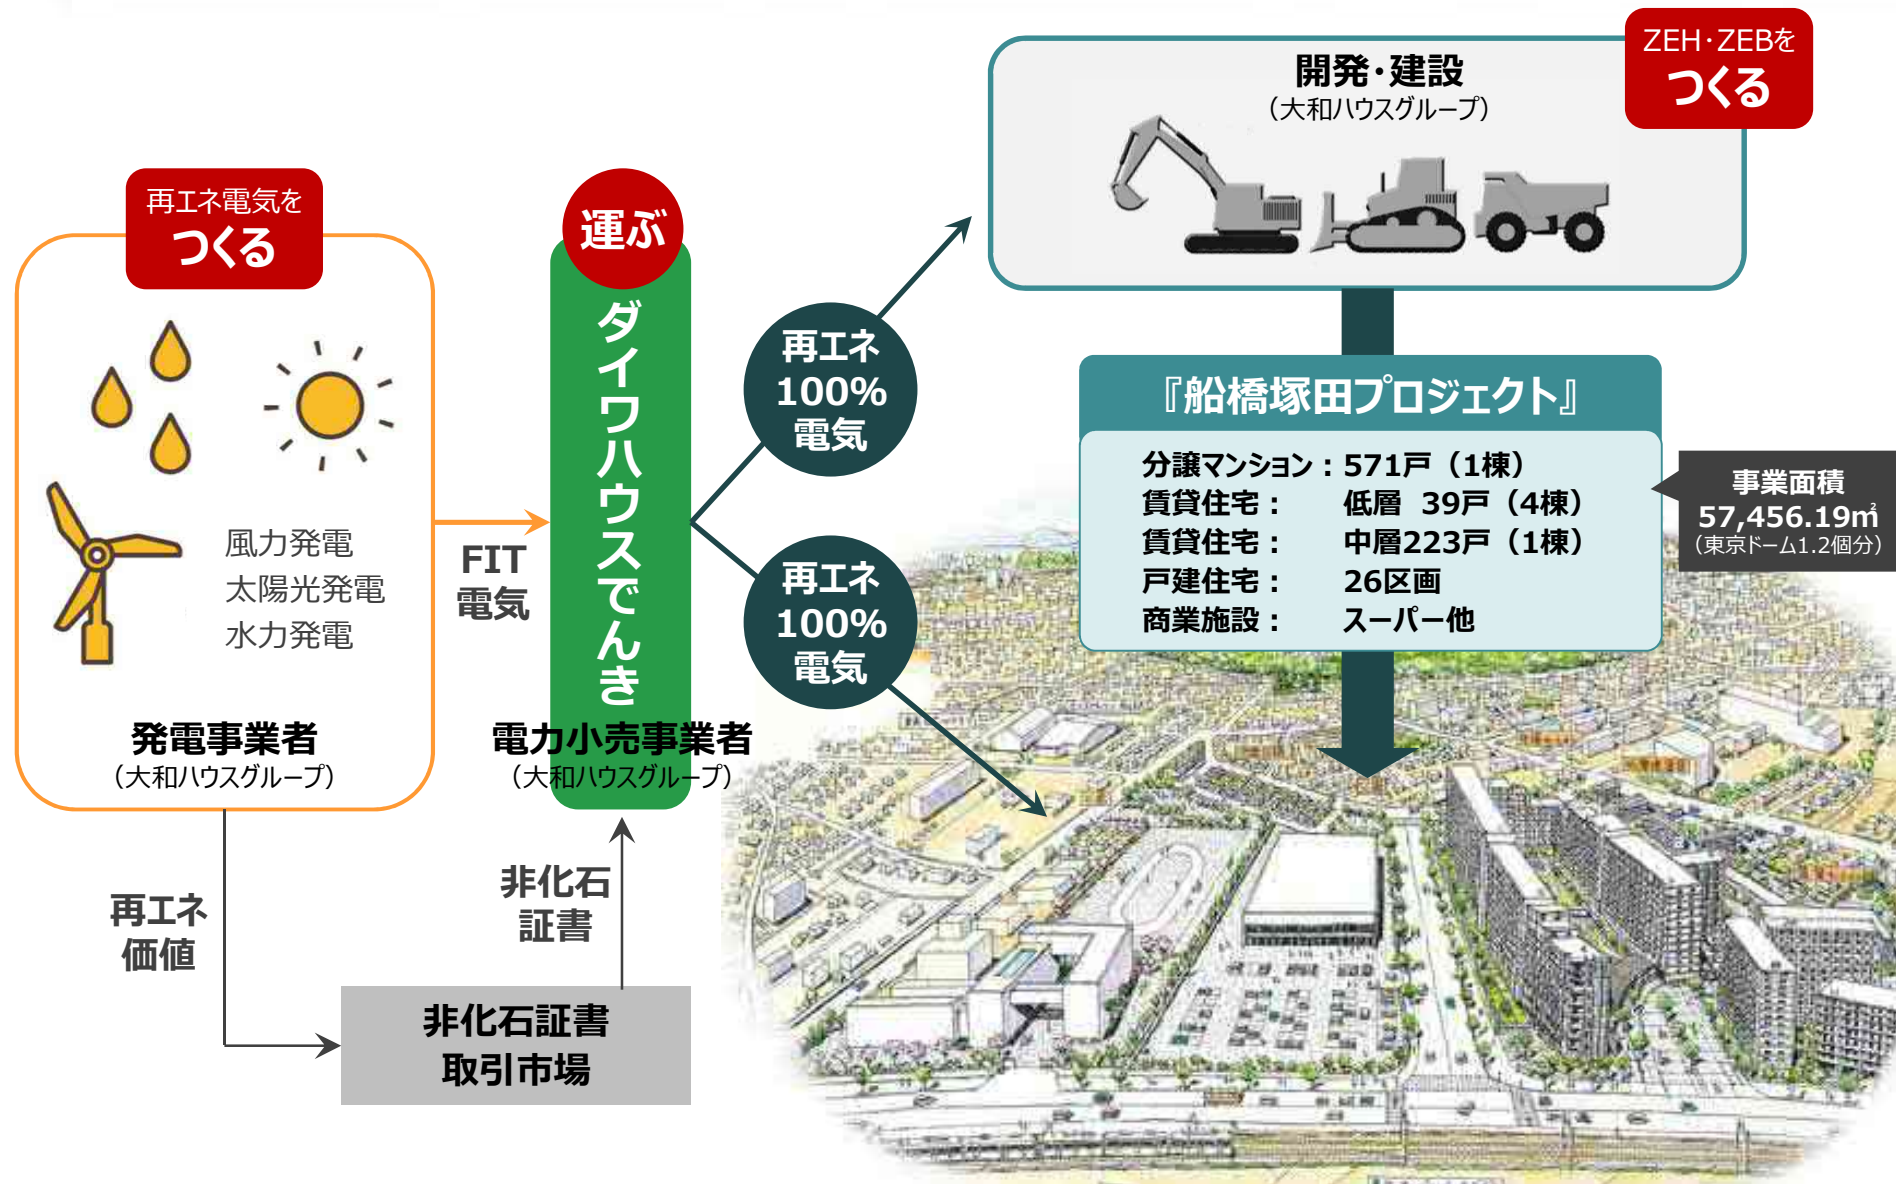 ZEH・ZEBを
つくる
開発・建設
（大和ハウスグループ）
再エネ電気を
つくる
運ぶ
ダイワハウスでんき
再エネ
100%
電気
『船橋塚田プロジェクト』
分譲マンション：571戸（1棟）
賃貸住宅： 低層 39戸（4棟）
賃貸住宅： 中層223戸（1棟）
戸建住宅： 26区画
商業施設： スーパー他
事業面積
57,456.19㎡
（東京ドーム1.2個分）
風力発電
太陽光発電
水力発電
FIT
電気
再エネ
100%
電気
発電事業者
（大和ハウスグループ）
電力小売事業者
（大和ハウスグループ）
再エネ
価値
非化石
証書
非化石証書
取引市場